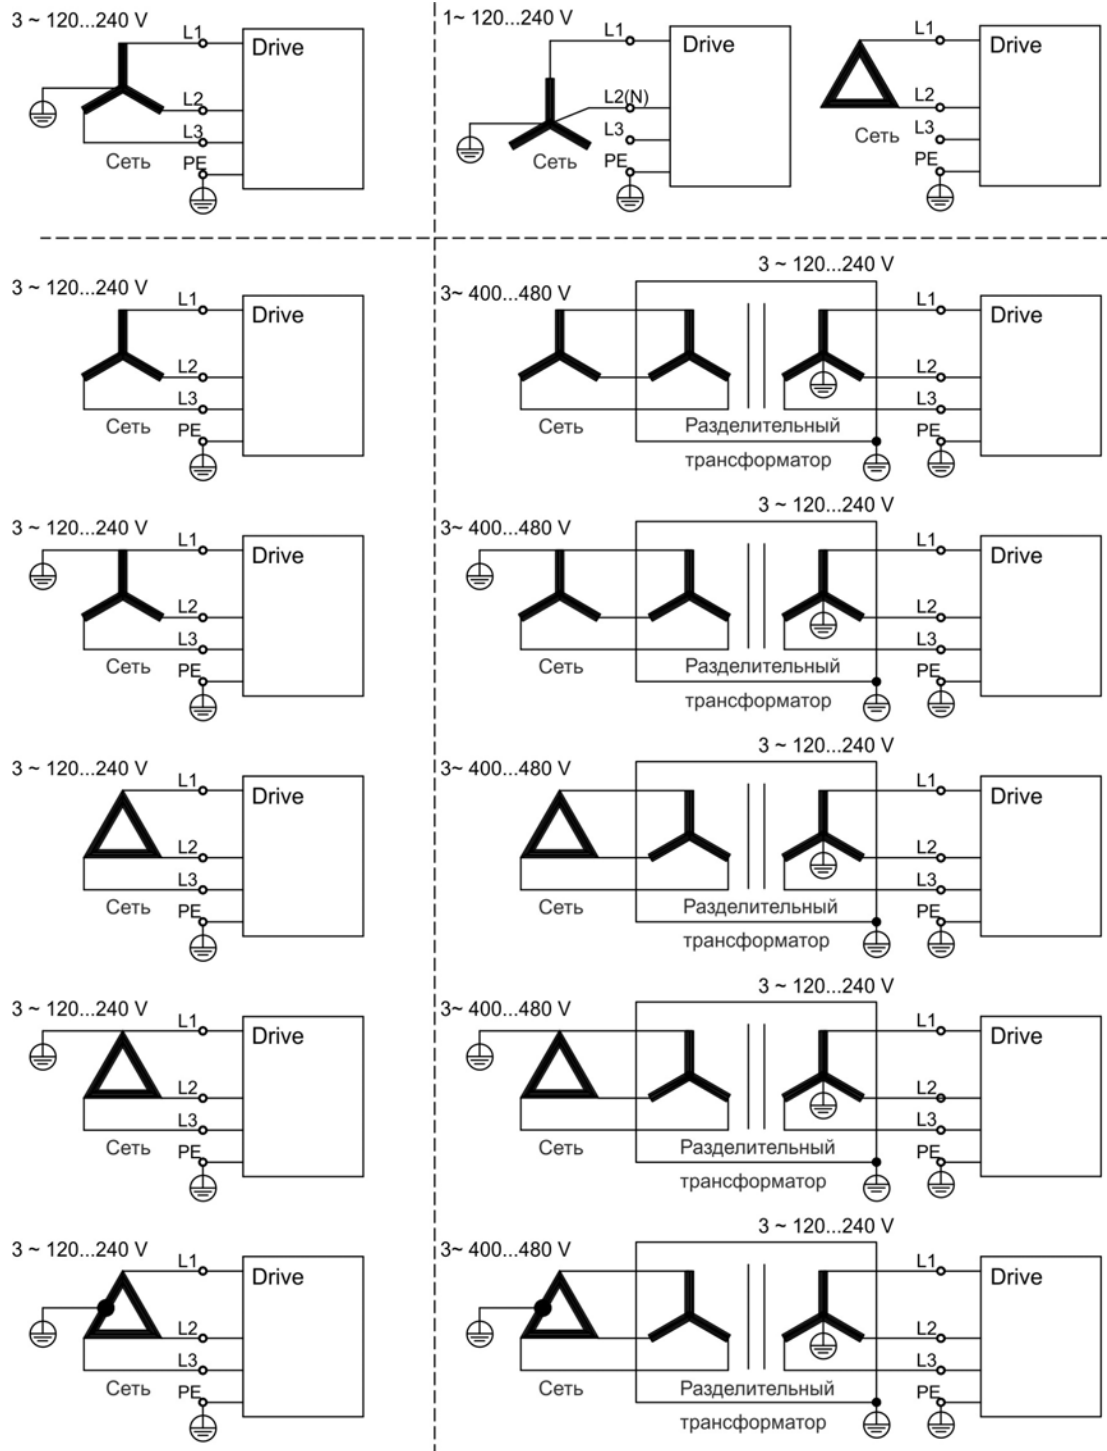 3 ~ 120...240 V
L1
Drive
L2
L3
Сеть
PE
1~ 120...240 V
L1
Drive
L2(N)
L3
Сеть
PE
L1
Drive
L2
Сеть
L3
PE
3 ~ 120...240 V
L1
Drive
L2
L3
Сеть
PE
3 ~ 120...240 V
3~ 400...480 V
L1
Drive
L2
L3
Сеть
Разделительный
трансформатор
PE
3 ~ 120...240 V
L1
Drive
L2
L3
Сеть
PE
3 ~ 120...240 V
3~ 400...480 V
L1
Drive
L2
L3
Сеть
Разделительный
трансформатор
PE
3 ~ 120...240 V
L1
Drive
L2
L3
Сеть
PE
3 ~ 120...240 V
3~ 400...480 V
L1
Drive
L2
L3
Сеть
Разделительный
трансформатор
PE
3 ~ 120...240 V
L1
Drive
L2
L3
Сеть
PE
3 ~ 120...240 V
3~ 400...480 V
L1
Drive
L2
L3
Сеть
Разделительный
трансформатор
PE
3 ~ 120...240 V
L1
Drive
L2
L3
Сеть
PE
3 ~ 120...240 V
3~ 400...480 V
L1
Drive
L2
L3
Сеть
Разделительный
трансформатор
PE